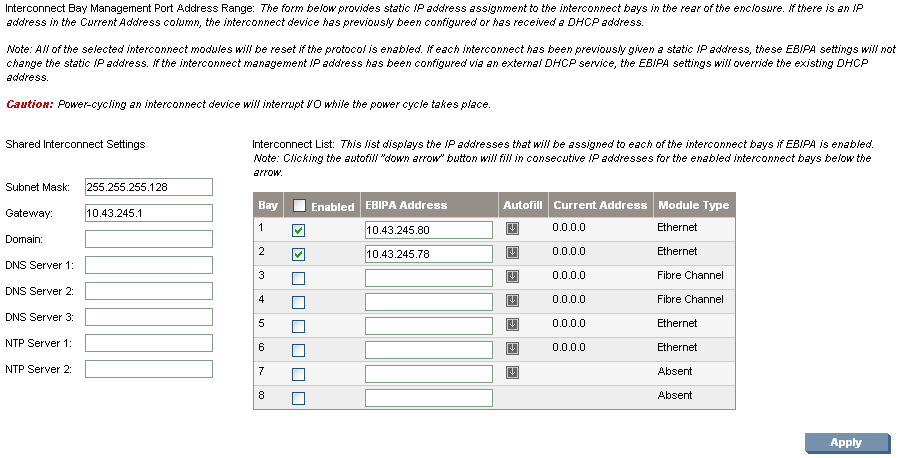 Interconnect Bay Management Port Address Range: The form below provides static IP address assignment to the interconnect bays in the rear of the enclosure. If there is an IP
address in the Current Address column, the interconnect device has previously been configured or has received a DHCP address.
Note: All of the selected interconnect modules will be reset if the protocol is enabled. If each interconnect has been previously given a static IP address, these EBIPA settings will not
change the static IP address. If the interconnect management IP address has been configured via an external DHCP service, the EBIPA settings will override the existing DHCP
address.
Caution: Power-cycling an interconnect device will interrupt I/O while the power cycle takes place.
Shared Interconnect Settings
Subnet Mask: 255.255.255.128
Gateway: 10.43.245.1
Domain:
DNS Server 1:
DNS Server 2:
DNS Server 3:
NTP Server 1:
NTP Server 2:
Interconnect List: This list displays the IP addresses that will be assigned to each of the interconnect bays if EBIPA is enabled.
Note: Clicking the autofill "down arrow" button will fill in consecutive IP addresses for the enabled interconnect bays below the
arrow.
Bay Enabled EBIPA Address Autofill Current Address Module Type
1 10.43.245.80 0.0.0.0 Ethernet
2 10.43.245.78 0.0.0.0 Ethernet
3 0.0.0.0 Fibre Channel
4 0.0.0.0 Fibre Channel
5 0.0.0.0 Ethernet
6 0.0.0.0 Ethernet
7 Absent
8 Absent
Apply